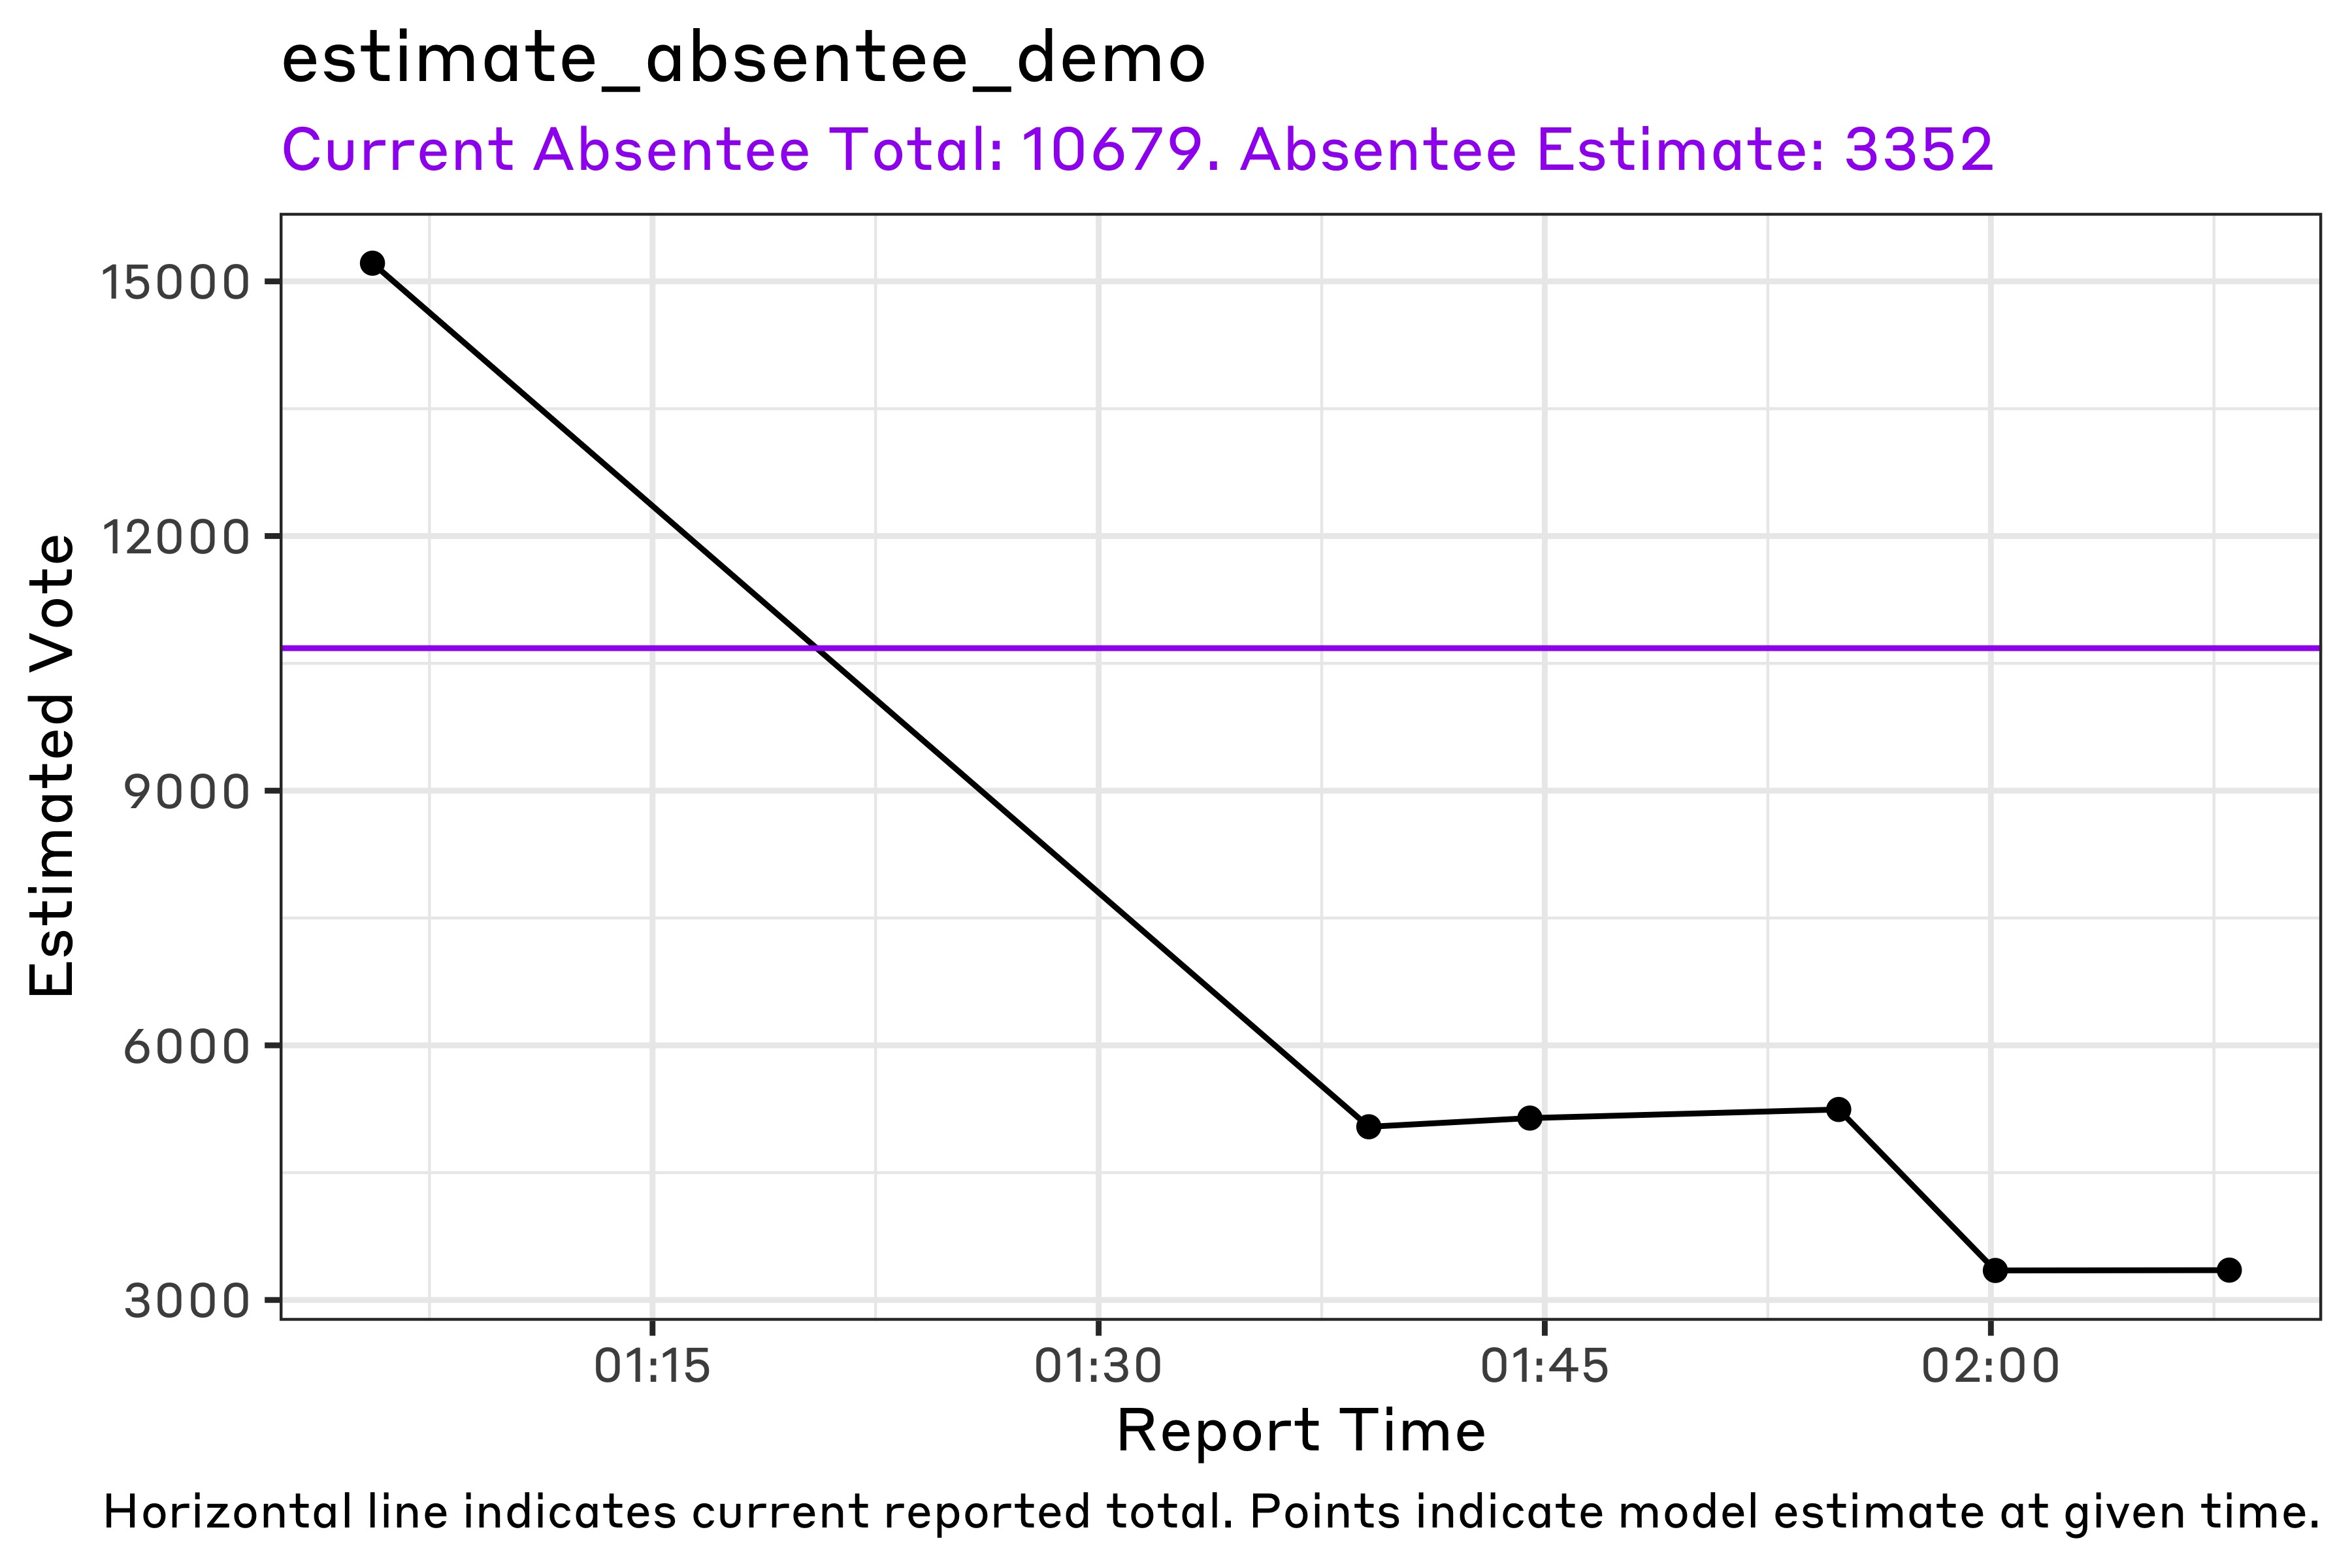 estimate_absentee_demo
Current Absentee Total: 10679. Absentee Estimate: 3352
Estimated Vote
15000
12000
9000
6000
3000
01:15 01:30 01:45 02:00
Report Time
Horizontal line indicates current reported total. Points indicate model estimate at given time.